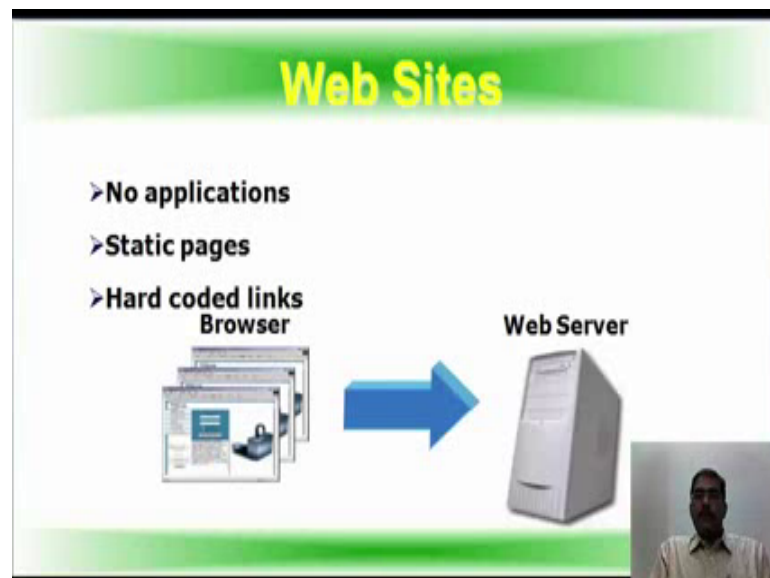 Web Sites
➢No applications
➢Static pages
➢Hard coded links
Browser
Web Server